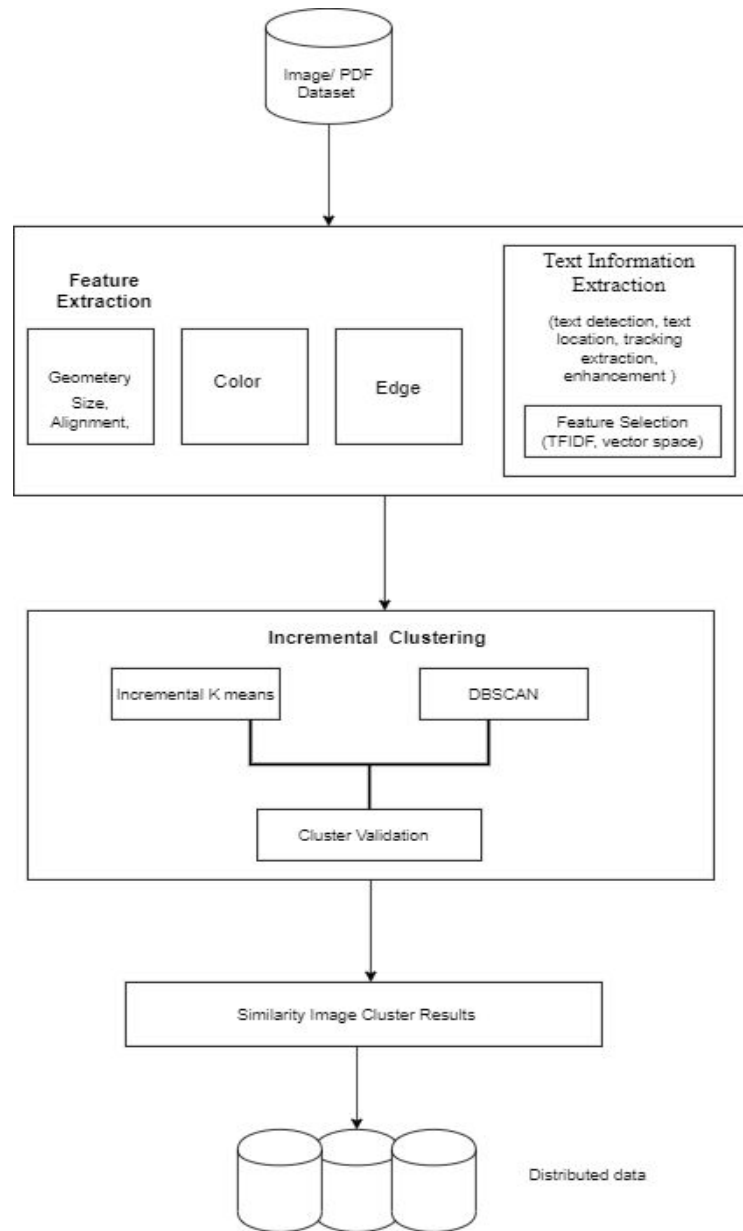 Image/ PDF
Dataset
Feature
Extraction
Geometery
Size,
Alignment,
Color
Edge
Text Information
Extraction
(text detection, text
location, tracking
extraction,
enhancement )
Feature Selection
(TFIDF, vector space)
Incremental Clustering
Incremental K means
DBSCAN
Cluster Validation
Similarity Image Cluster Results
Distributed data